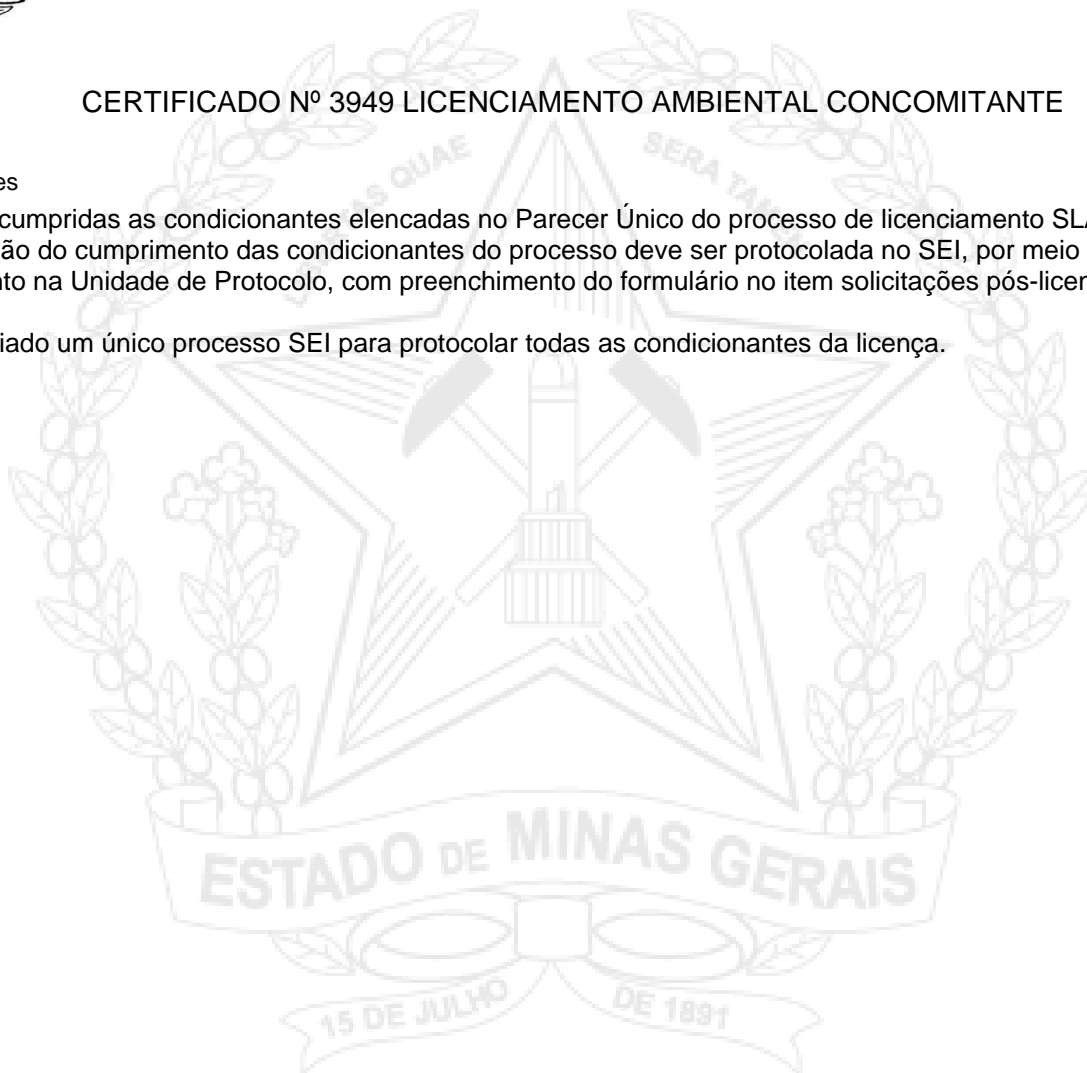 CERTIFICADO Nº 3949 LICENCIAMENTO AMBIENTAL CONCOMITANTE
es
cumpridas as condicionantes elencadas no Parecer Único do processo de licenciamento SLA
ão do cumprimento das condicionantes do processo deve ser protocolada no SEI, por meio
nto na Unidade de Protocolo, com preenchimento do formulário no item solicitações pós-licen
iado um único processo SEI para protocolar todas as condicionantes da licença.
QUAE SERA
ESTADO DE MINAS GERAIS
15 DE JULHO DE 1891